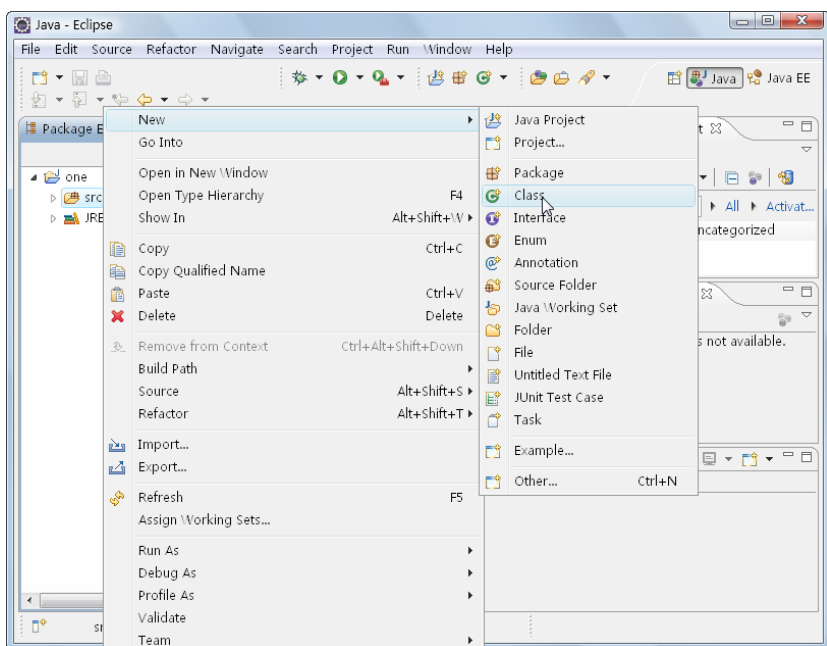 Java - Eclipse
File Edit Source Refactor Navigate Search Project Run Window Help
Java Java EE
Package E
one
src
JRE
New
Go Into
Open in New Window
Open Type Hierarchy F4
Show In Alt+Shift+W
Copy Ctrl+C
Copy Qualified Name
Paste Ctrl+V
Delete Delete
Remove from Context Ctrl+Alt+Shift+Down
Build Path
Source Alt+Shift+S
Refactor Alt+Shift+T
Import...
Export...
Refresh F5
Assign Working Sets...
Run As
Debug As
Profile As
Validate
Team
Java Project
Project...
Package
Class
Interface
Enum
Annotation
Source Folder
Java Working Set
Folder
File
Untitled Text File
JUnit Test Case
Task
Example...
Other... Ctrl+N
t
All Activat...
ncategorized
s not available.
sr